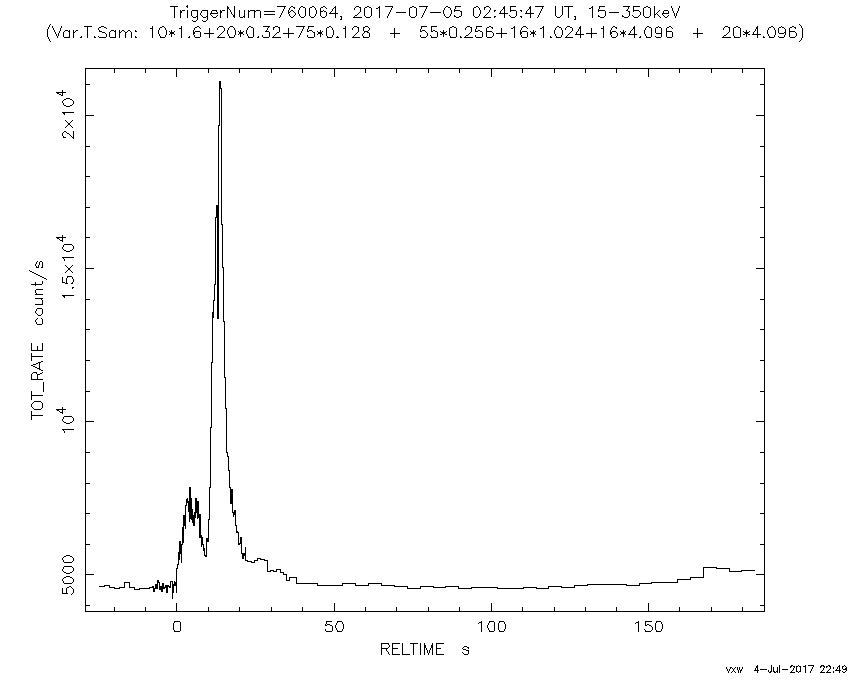 TriggerNum=760064, 2017-07-05 02:45:47 UT, 15-350keV
(Var.T.Sam: 10*1.6+20*0.32+75*0.128 + 55*0.256+16*1.024+16*4.096 + 20*4.096)
2×10⁴
1.5×10⁴
10⁴
5000
TOT_RATE count/s
0 50 100 150
RELTIME s
vxw 4-Jul-2017 22:49